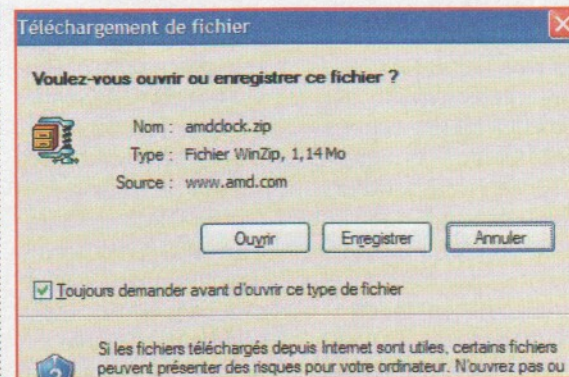 Téléchargement de fichier
Voulez-vous ouvrir ou enregistrer ce fichier ?
Nom : amdclock.zip
Type : Fichier WinZip, 1,14 Mo
Source : www.amd.com
Ouvrir Enregistrer Annuler
Toujours demander avant d'ouvrir ce type de fichier
Si les fichiers téléchargés depuis Internet sont utiles, certains fichiers
peuvent présenter des risques pour votre ordinateur. N'ouvrez pas ou